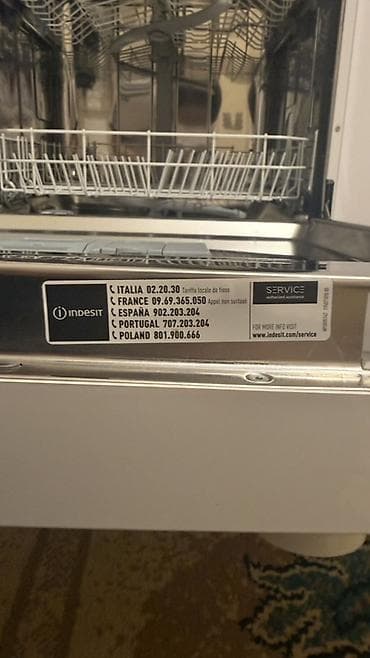 indesit
ITALIA 02.20.30 Tariffa locale da fisso
FRANCE 09.69.365.050 Appel non surtaxé
ESPAÑA 902.203.204
PORTUGAL 707.203.204
POLAND 801.900.666
SERVICE
authorized assistance
FOR MORE INFO VISIT
www.indesit.com/service